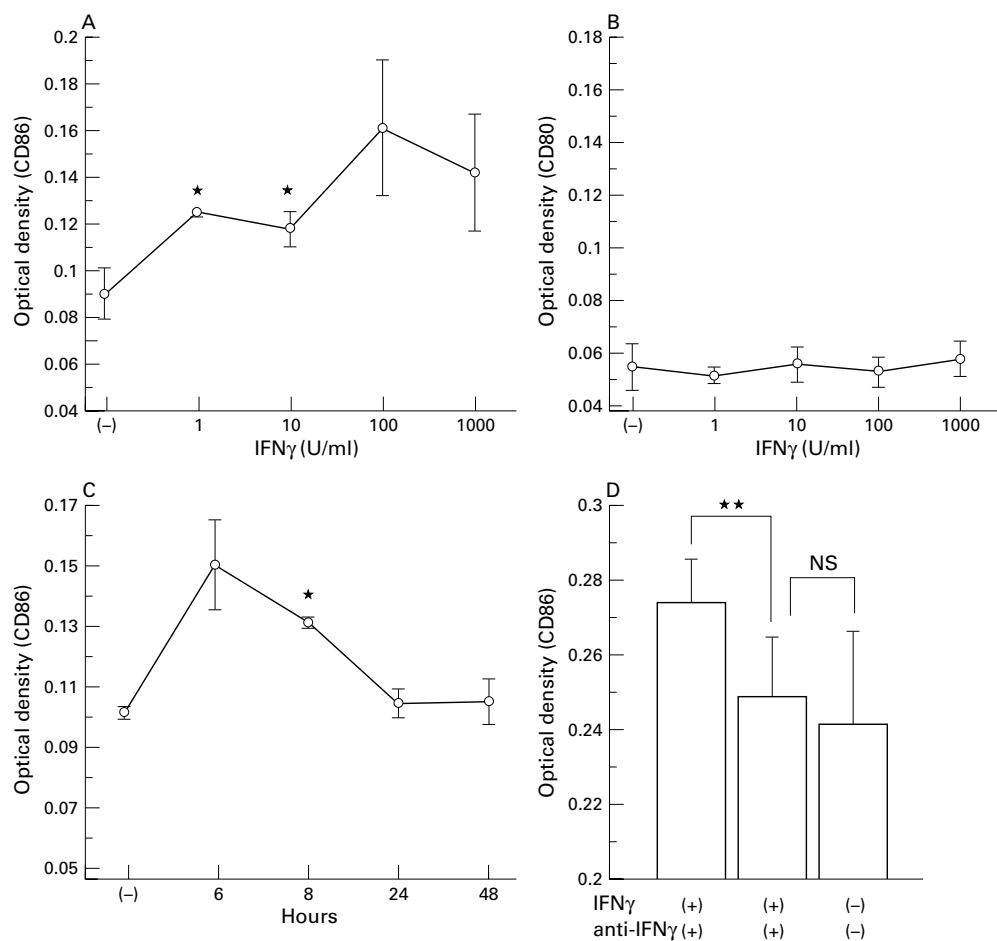 A
Optical density (CD86)
0.2
0.18
0.16
0.14
0.12
0.1
0.08
0.06
0.04
(–) 1 10 100 1000
IFNγ (U/ml)
★ ★
B
Optical density (CD80)
0.18
0.16
0.14
0.12
0.10
0.08
0.06
0.04
(–) 1 10 100 1000
IFNγ (U/ml)
C
Optical density (CD86)
0.17
0.15
0.13
0.11
0.09
0.07
0.05
(–) 6 8 24 48
Hours
★
D
Optical density (CD86)
0.3
0.28
0.26
0.24
0.22
0.2
★★
NS
IFNγ (+) (+) (–)
anti-IFNγ (+) (+) (–)